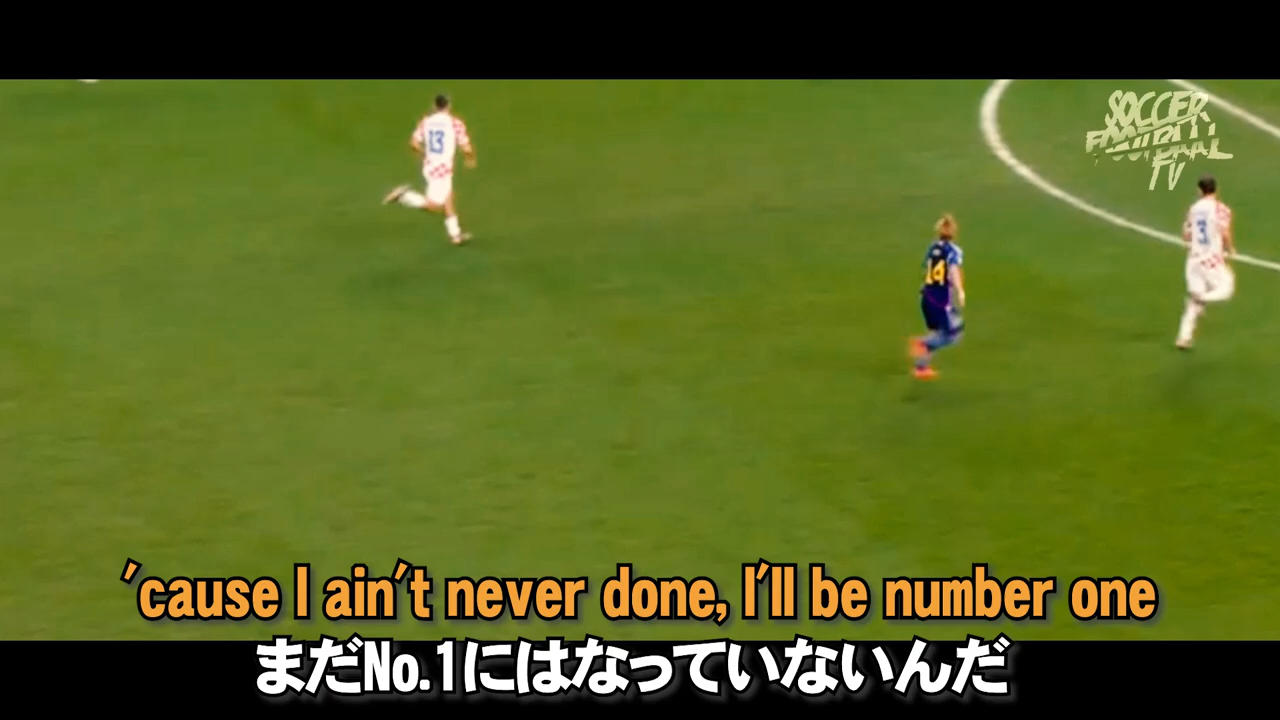 SOCCER
FOOTBALL
TV
13
14
3
'cause I ain't never done, I'll be number one
まだNo.1にはなっていないんだ